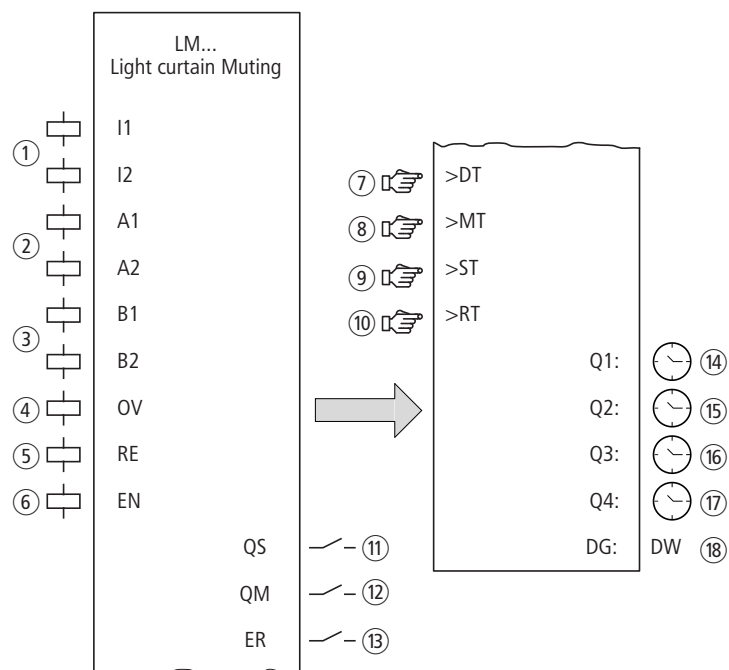 LM...
Light curtain Muting
I1
① I2
A1
② A2
B1
③ B2
④ OV
⑤ RE
⑥ EN
QS ⑪
QM ⑫
ER ⑬
⑦ >DT
⑧ >MT
⑨ >ST
⑩ >RT
Q1: ⑭
Q2: ⑮
Q3: ⑯
Q4: ⑰
DG: DW ⑱